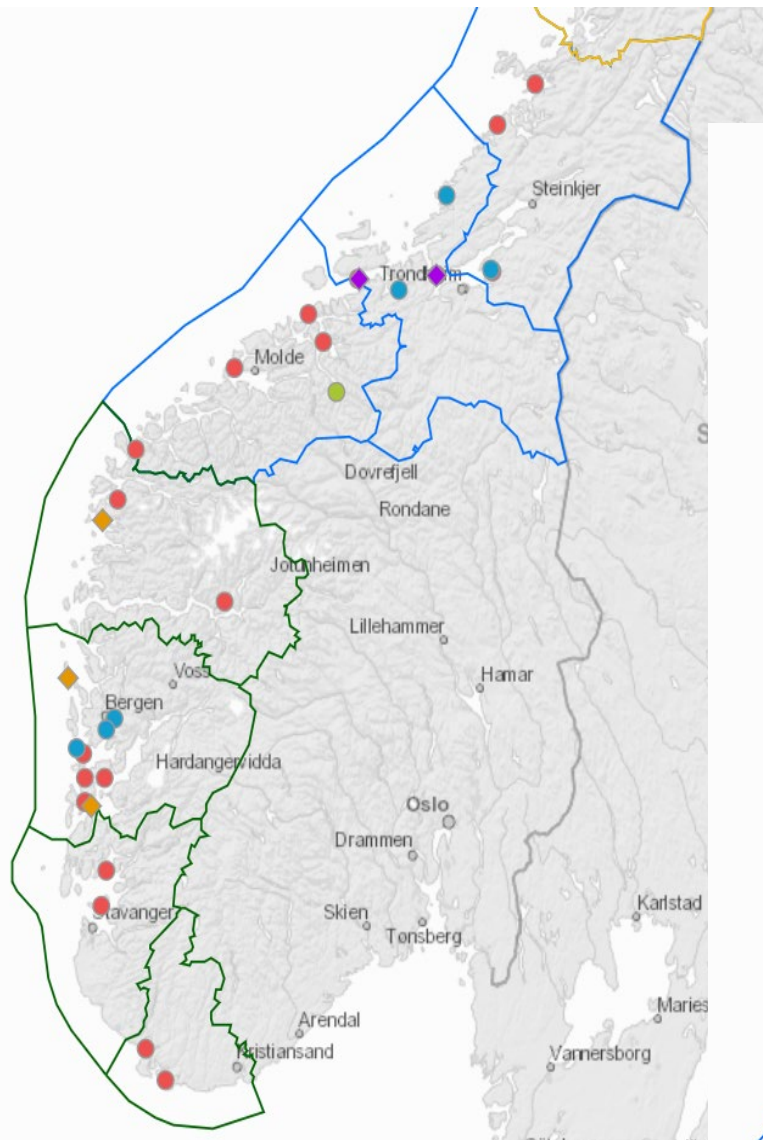 Steinkjer
Trondheim
Molde
Dovrefjell
Rondane
Jotunheimen
Lillehammer
Voss
Hamar
Bergen
Hardangervidda
Oslo
Drammen
Karlstad
Stavanger
Skien
Tønsberg
Maries
Arendal
Kristiansand
Vannersborg